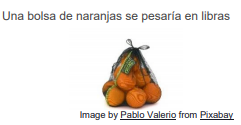 Una bolsa de naranjas se pesaría en libras
Image by Pablo Valerio from Pixabay